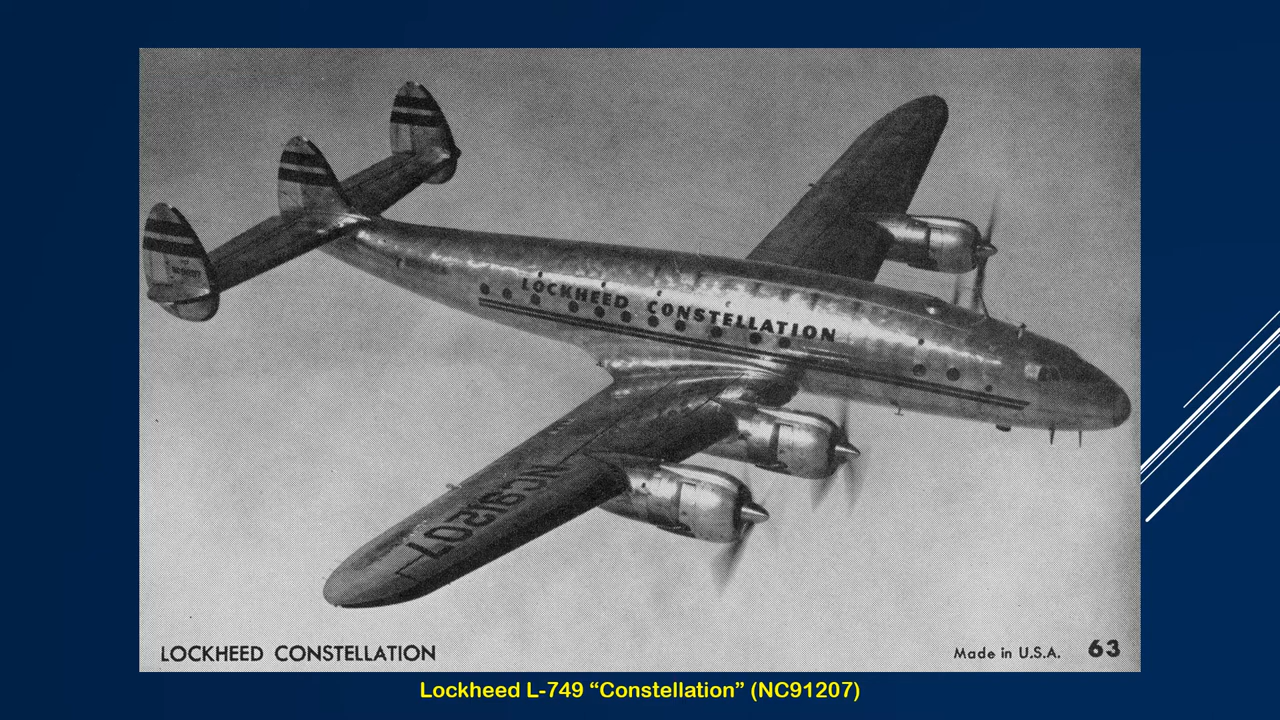 LOCKHEED CONSTELLATION
NC91207
LOCKHEED CONSTELLATION
Made in U.S.A. 63
Lockheed L-749 “Constellation” (NC91207)